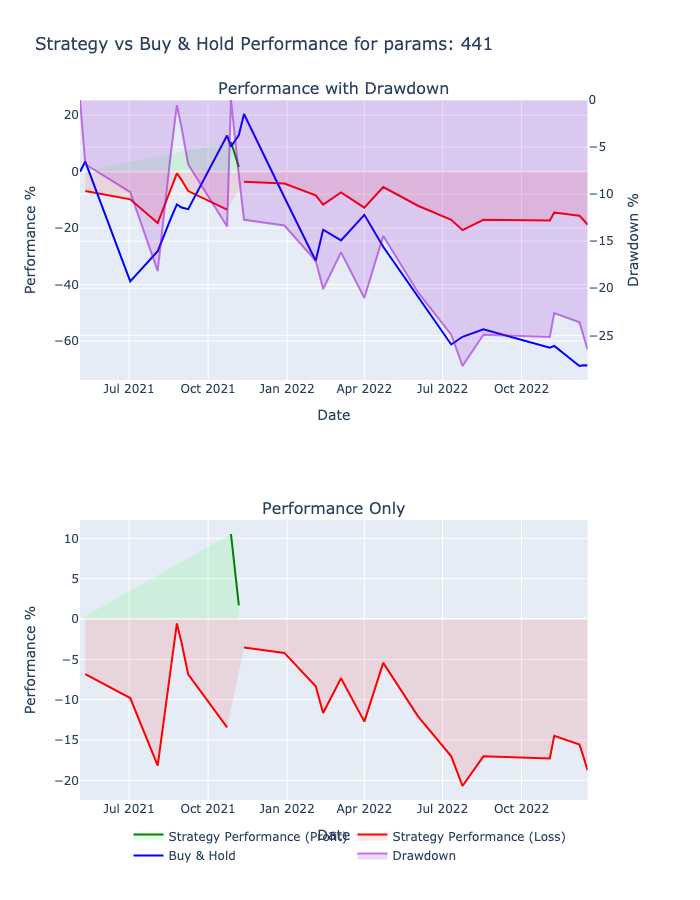 Strategy vs Buy & Hold Performance for params: 441
Performance with Drawdown
20
0
−20
−40
−60
Performance %
0
−5
−10
−15
−20
−25
Drawdown %
Jul 2021 Oct 2021 Jan 2022 Apr 2022 Jul 2022 Oct 2022
Date
Performance Only
10
5
0
−5
−10
−15
−20
Performance %
Jul 2021 Oct 2021 Jan 2022 Apr 2022 Jul 2022 Oct 2022
Date
Strategy Performance (Profit) Strategy Performance (Loss)
Buy & Hold Drawdown